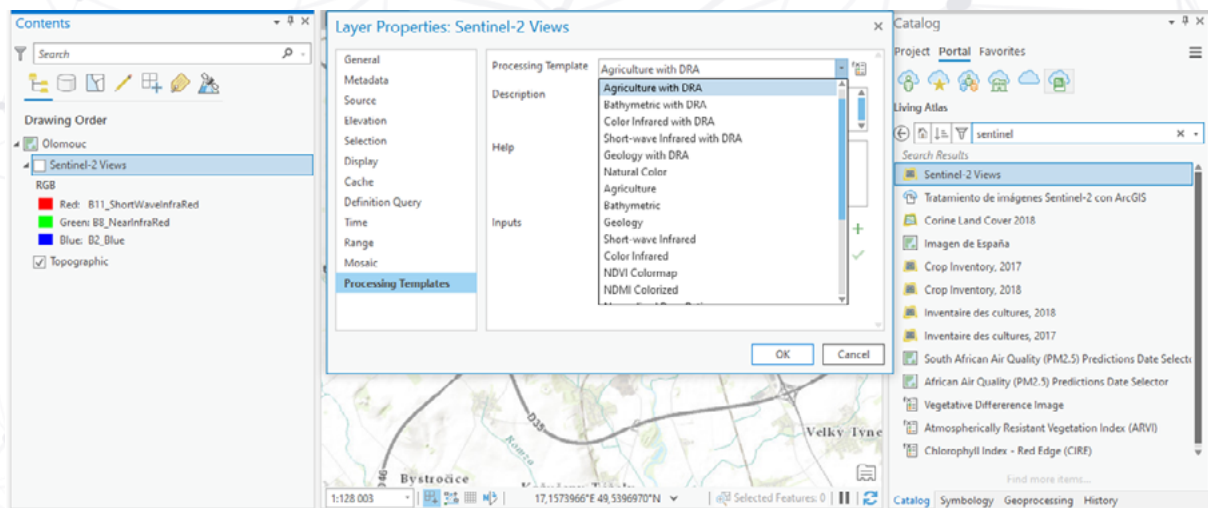 Contents
Search
Drawing Order
Olomouc
Sentinel-2 Views
RGB
Red: B11_ShortWaveInfraRed
Green: B8_NearInfraRed
Blue: B2_Blue
Topographic
Layer Properties: Sentinel-2 Views
General
Metadata
Source
Elevation
Selection
Display
Cache
Definition Query
Time
Range
Mosaic
Processing Templates
Processing Template
Agriculture with DRA
Description
Help
Inputs
Agriculture with DRA
Bathymetric with DRA
Color Infrared with DRA
Short-wave Infrared with DRA
Geology with DRA
Natural Color
Agriculture
Bathymetric
Geology
Short-wave Infrared
Color Infrared
NDVI Colormap
NDMI Colorized
OK
Cancel
D35
Romža
Velky Tyne
D46
Bystročice
1:128 003
17,1573966°E 49,5396970°N
Selected Features: 0
Catalog
Project Portal Favorites
Living Atlas
sentinel
Search Results
Sentinel-2 Views
Tratamiento de imágenes Sentinel-2 con ArcGIS
Corine Land Cover 2018
Imagen de España
Crop Inventory, 2017
Crop Inventory, 2018
Inventaire des cultures, 2018
Inventaire des cultures, 2017
South African Air Quality (PM2.5) Predictions Date Select
African Air Quality (PM2.5) Predictions Date Selector
Vegetative Differerence Image
Atmospherically Resistant Vegetation Index (ARVI)
Chlorophyll Index - Red Edge (CIRE)
Find more items...
Catalog Symbology Geoprocessing History